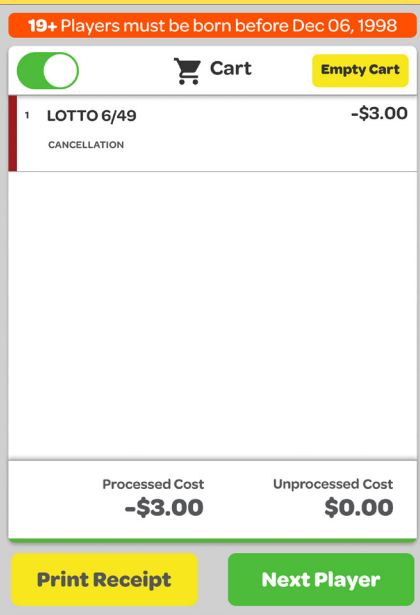 19+ Players must be born before Dec 06, 1998
Cart
Empty Cart
1 LOTTO 6/49 -$3.00
CANCELLATION
Processed Cost Unprocessed Cost
-$3.00 $0.00
Print Receipt Next Player